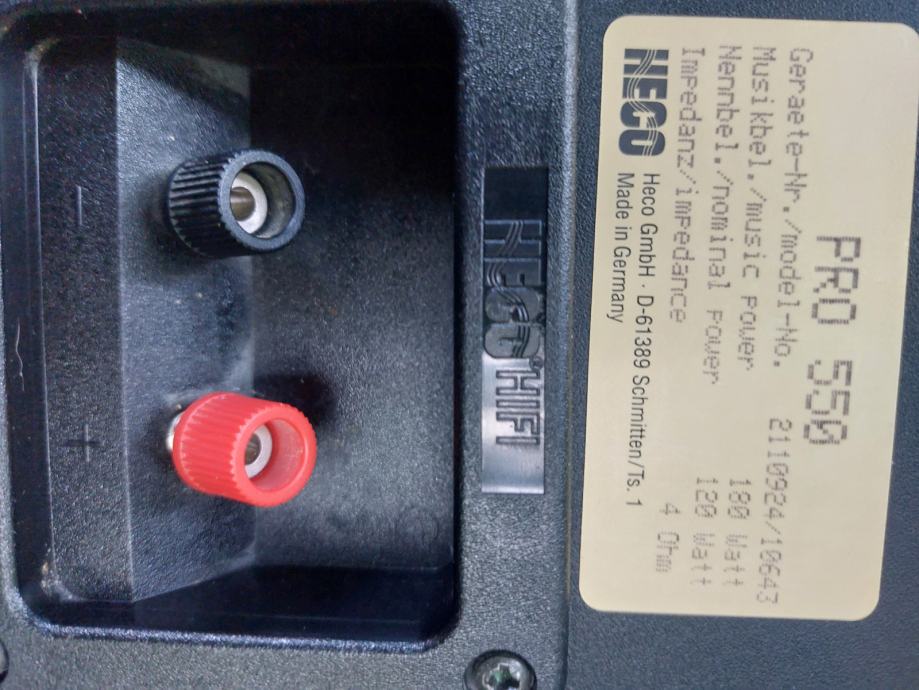 PRO 550
Geraete-Nr./model-No. 2110924/10643
Musikbel./music power 180 Watt
Nennbel./nominal power 120 Watt
Impedanz/impedance 4 Ohm
HECO
Heco GmbH · D-61389 Schmitten/Ts. 1
Made in Germany
HECO HIFI
- +